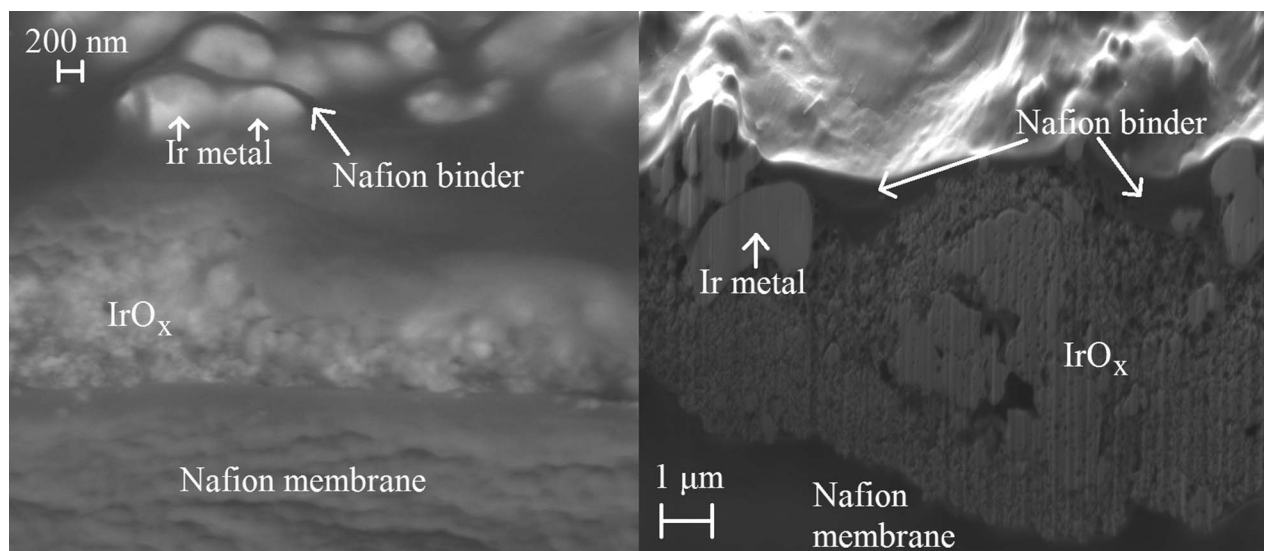 200 nm
Ir metal
Nafion binder
IrOx
Nafion membrane
Nafion binder
Ir metal
IrOx
1 μm
Nafion
membrane